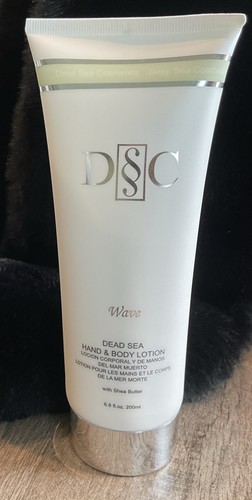 D§C
Wave
DEAD SEA
HAND & BODY LOTION
LOCION CORPORAL Y DE MANOS
DEL MAR MUERTO
LOTION POUR LES MAINS ET LE CORPS
DE LA MER MORTE
with Shea Butter
6.8 fl.oz. 200ml